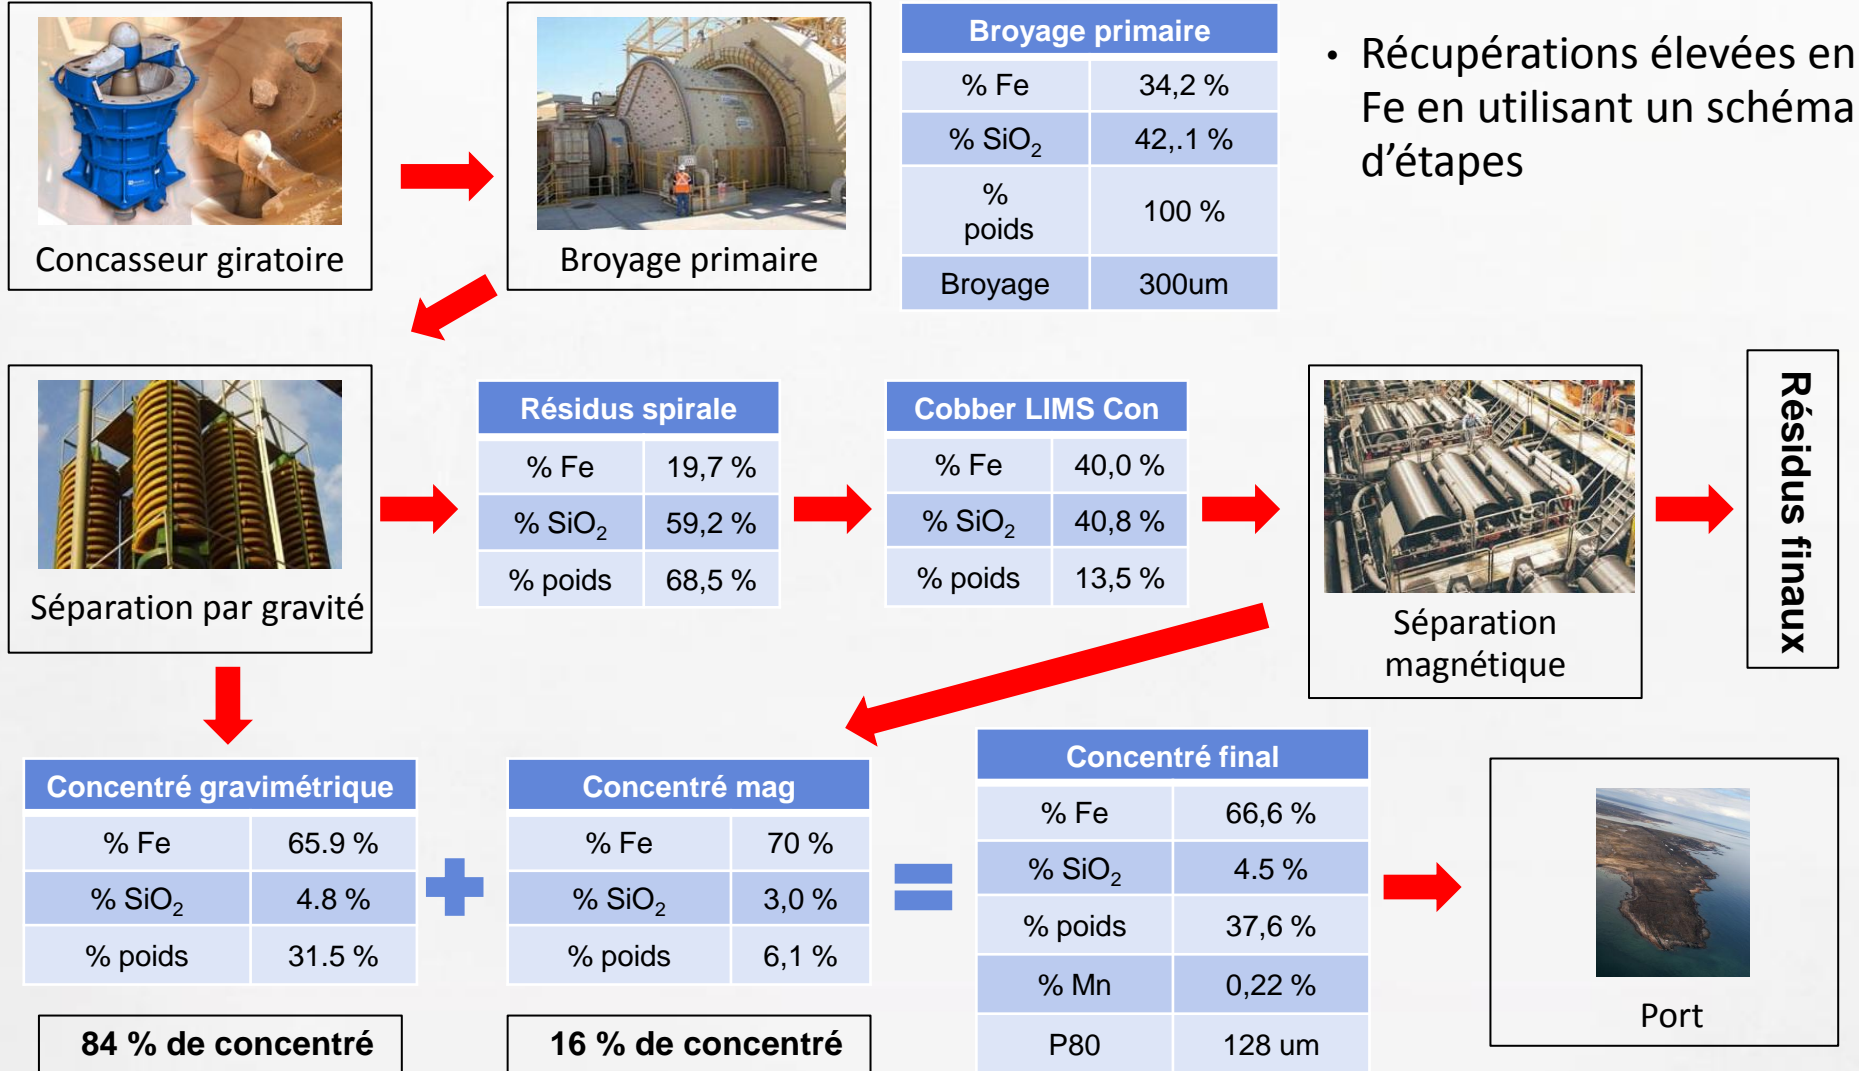 Concasseur giratoire
Broyage primaire
Broyage primaire
% Fe 34,2 %
% SiO₂ 42,.1 %
%
poids 100 %
Broyage 300um
• Récupérations élevées en
Fe en utilisant un schéma
d’étapes
Séparation par gravité
Résidus spirale
% Fe 19,7 %
% SiO₂ 59,2 %
% poids 68,5 %
Cobber LIMS Con
% Fe 40,0 %
% SiO₂ 40,8 %
% poids 13,5 %
Séparation
magnétique
Résidus finaux
Concentré gravimétrique
% Fe 65.9 %
% SiO₂ 4.8 %
% poids 31.5 %
84 % de concentré
Concentré mag
% Fe 70 %
% SiO₂ 3,0 %
% poids 6,1 %
16 % de concentré
Concentré final
% Fe 66,6 %
% SiO₂ 4.5 %
% poids 37,6 %
% Mn 0,22 %
P80 128 um
Port